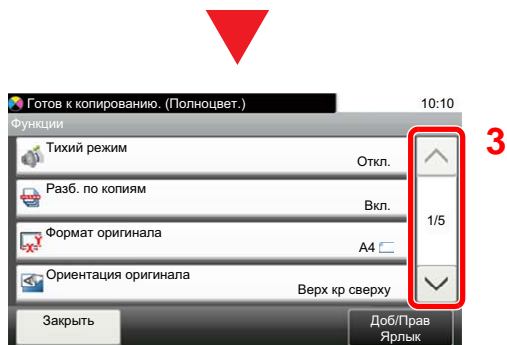 Готов к копированию. (Полноцвет.) 10:10
Функции
Тихий режим
Откл.
3
Разб. по копиям
Вкл.
1/5
Формат оригинала
A4
Ориентация оригинала
Верх кр сверху
Закрыть
Доб/Прав
Ярлык